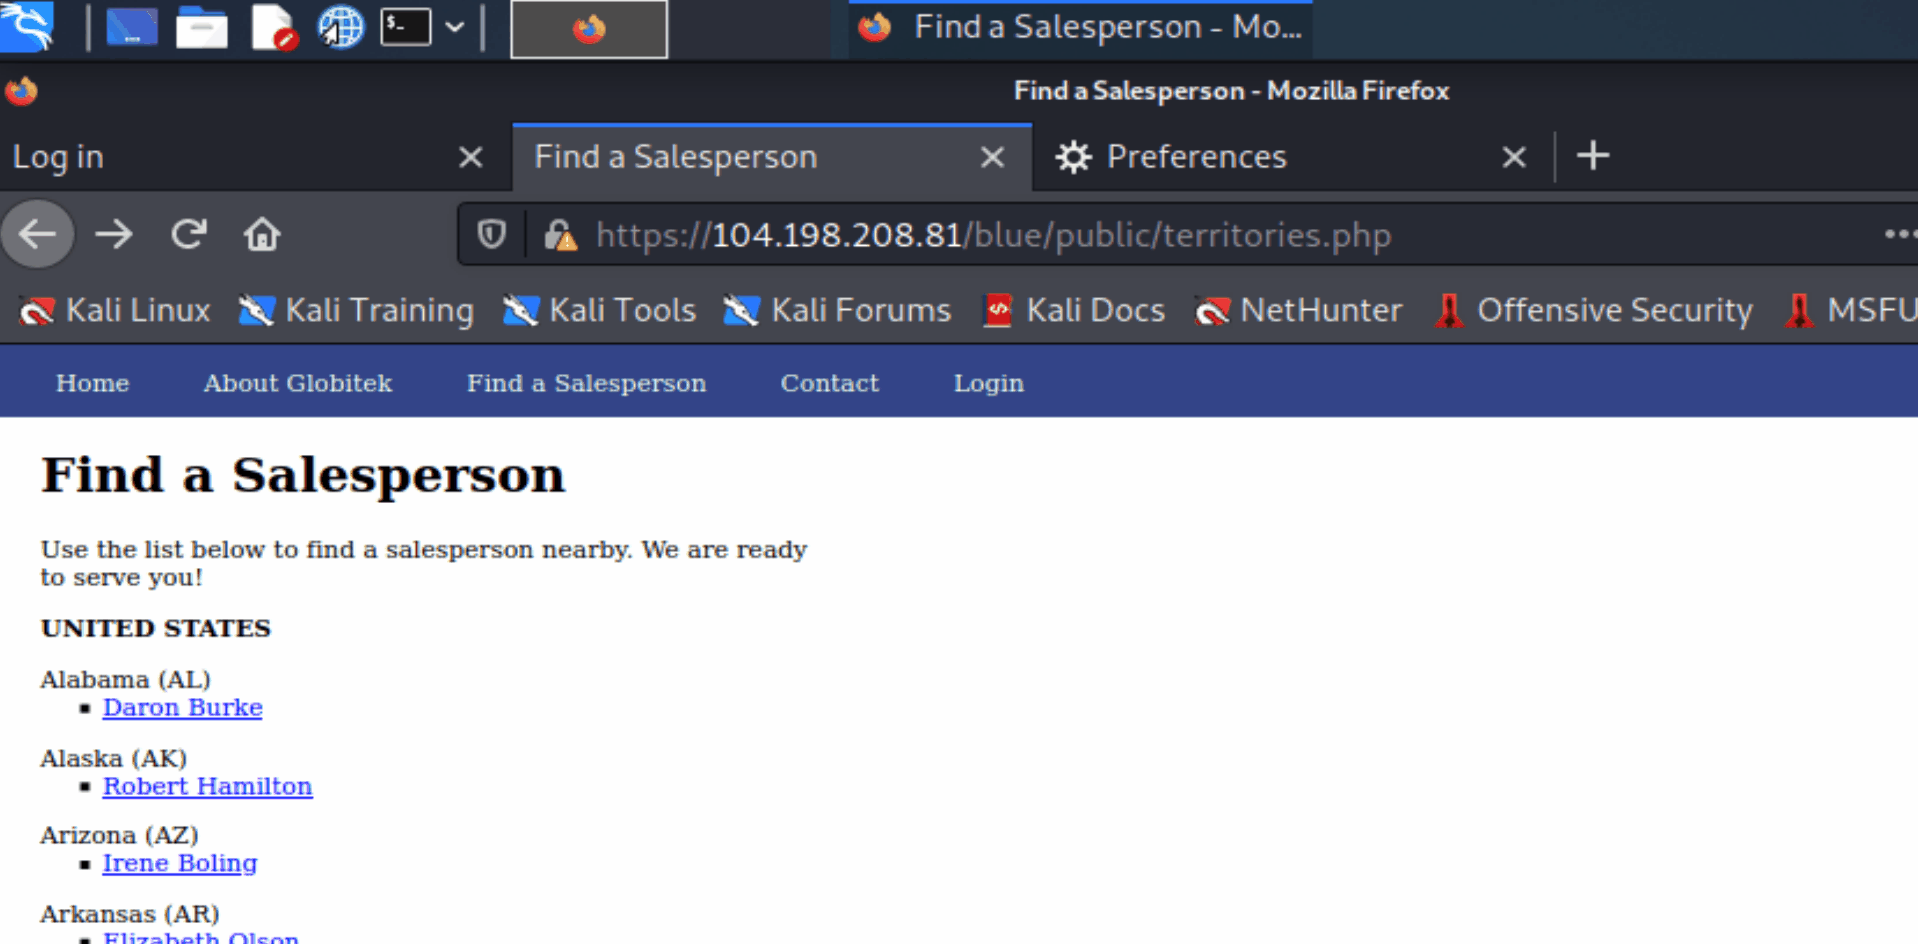 $-
Find a Salesperson - Mo...
Find a Salesperson - Mozilla Firefox
Log in
Find a Salesperson
Preferences
https://104.198.208.81/blue/public/territories.php
Kali Linux Kali Training Kali Tools Kali Forums Kali Docs NetHunter Offensive Security MSFU
Home About Globitek Find a Salesperson Contact Login
Find a Salesperson
Use the list below to find a salesperson nearby. We are ready
to serve you!
UNITED STATES
Alabama (AL)
Daron Burke
Alaska (AK)
Robert Hamilton
Arizona (AZ)
Irene Boling
Arkansas (AR)
Elizabeth Olson